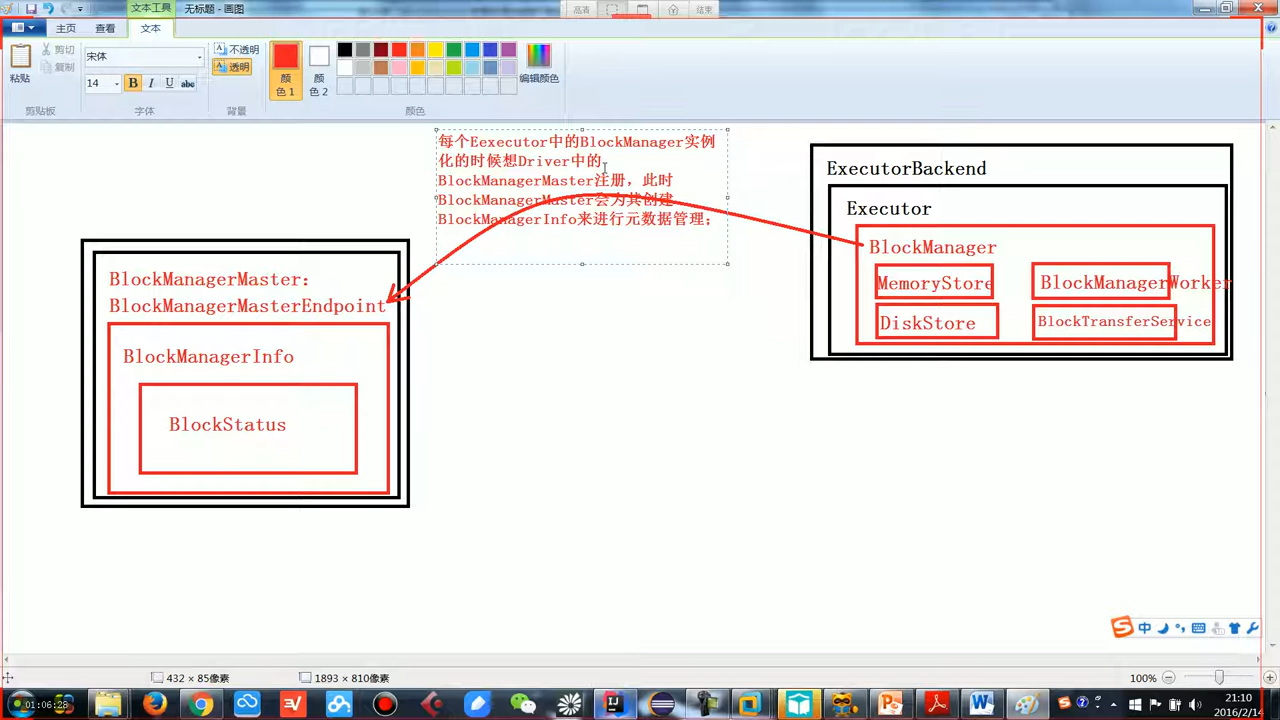 文本工具
无标题 - 画图
高表
结束
主页
查看
文本
粘贴
剪切
复制
宋体
14
B
I
U
abc
不透明
透明
颜
色 1
颜
色 2
编辑颜色
剪贴板
字体
背景
颜色
每个Eexecutor中的BlockManager实例
化的时候想Driver中的
BlockManagerMaster注册，此时
BlockManagerMaster会为其创建
BlockManagerInfo来进行元数据管理；
ExecutorBackend
Executor
BlockManager
MemoryStore
BlockManagerWorker
DiskStore
BlockTransferService
BlockManagerMaster：
BlockManagerMasterEndpoint
BlockManagerInfo
BlockStatus
中
432 × 85像素
1893 × 810像素
100%
01:06:28
21:10
2016/2/14